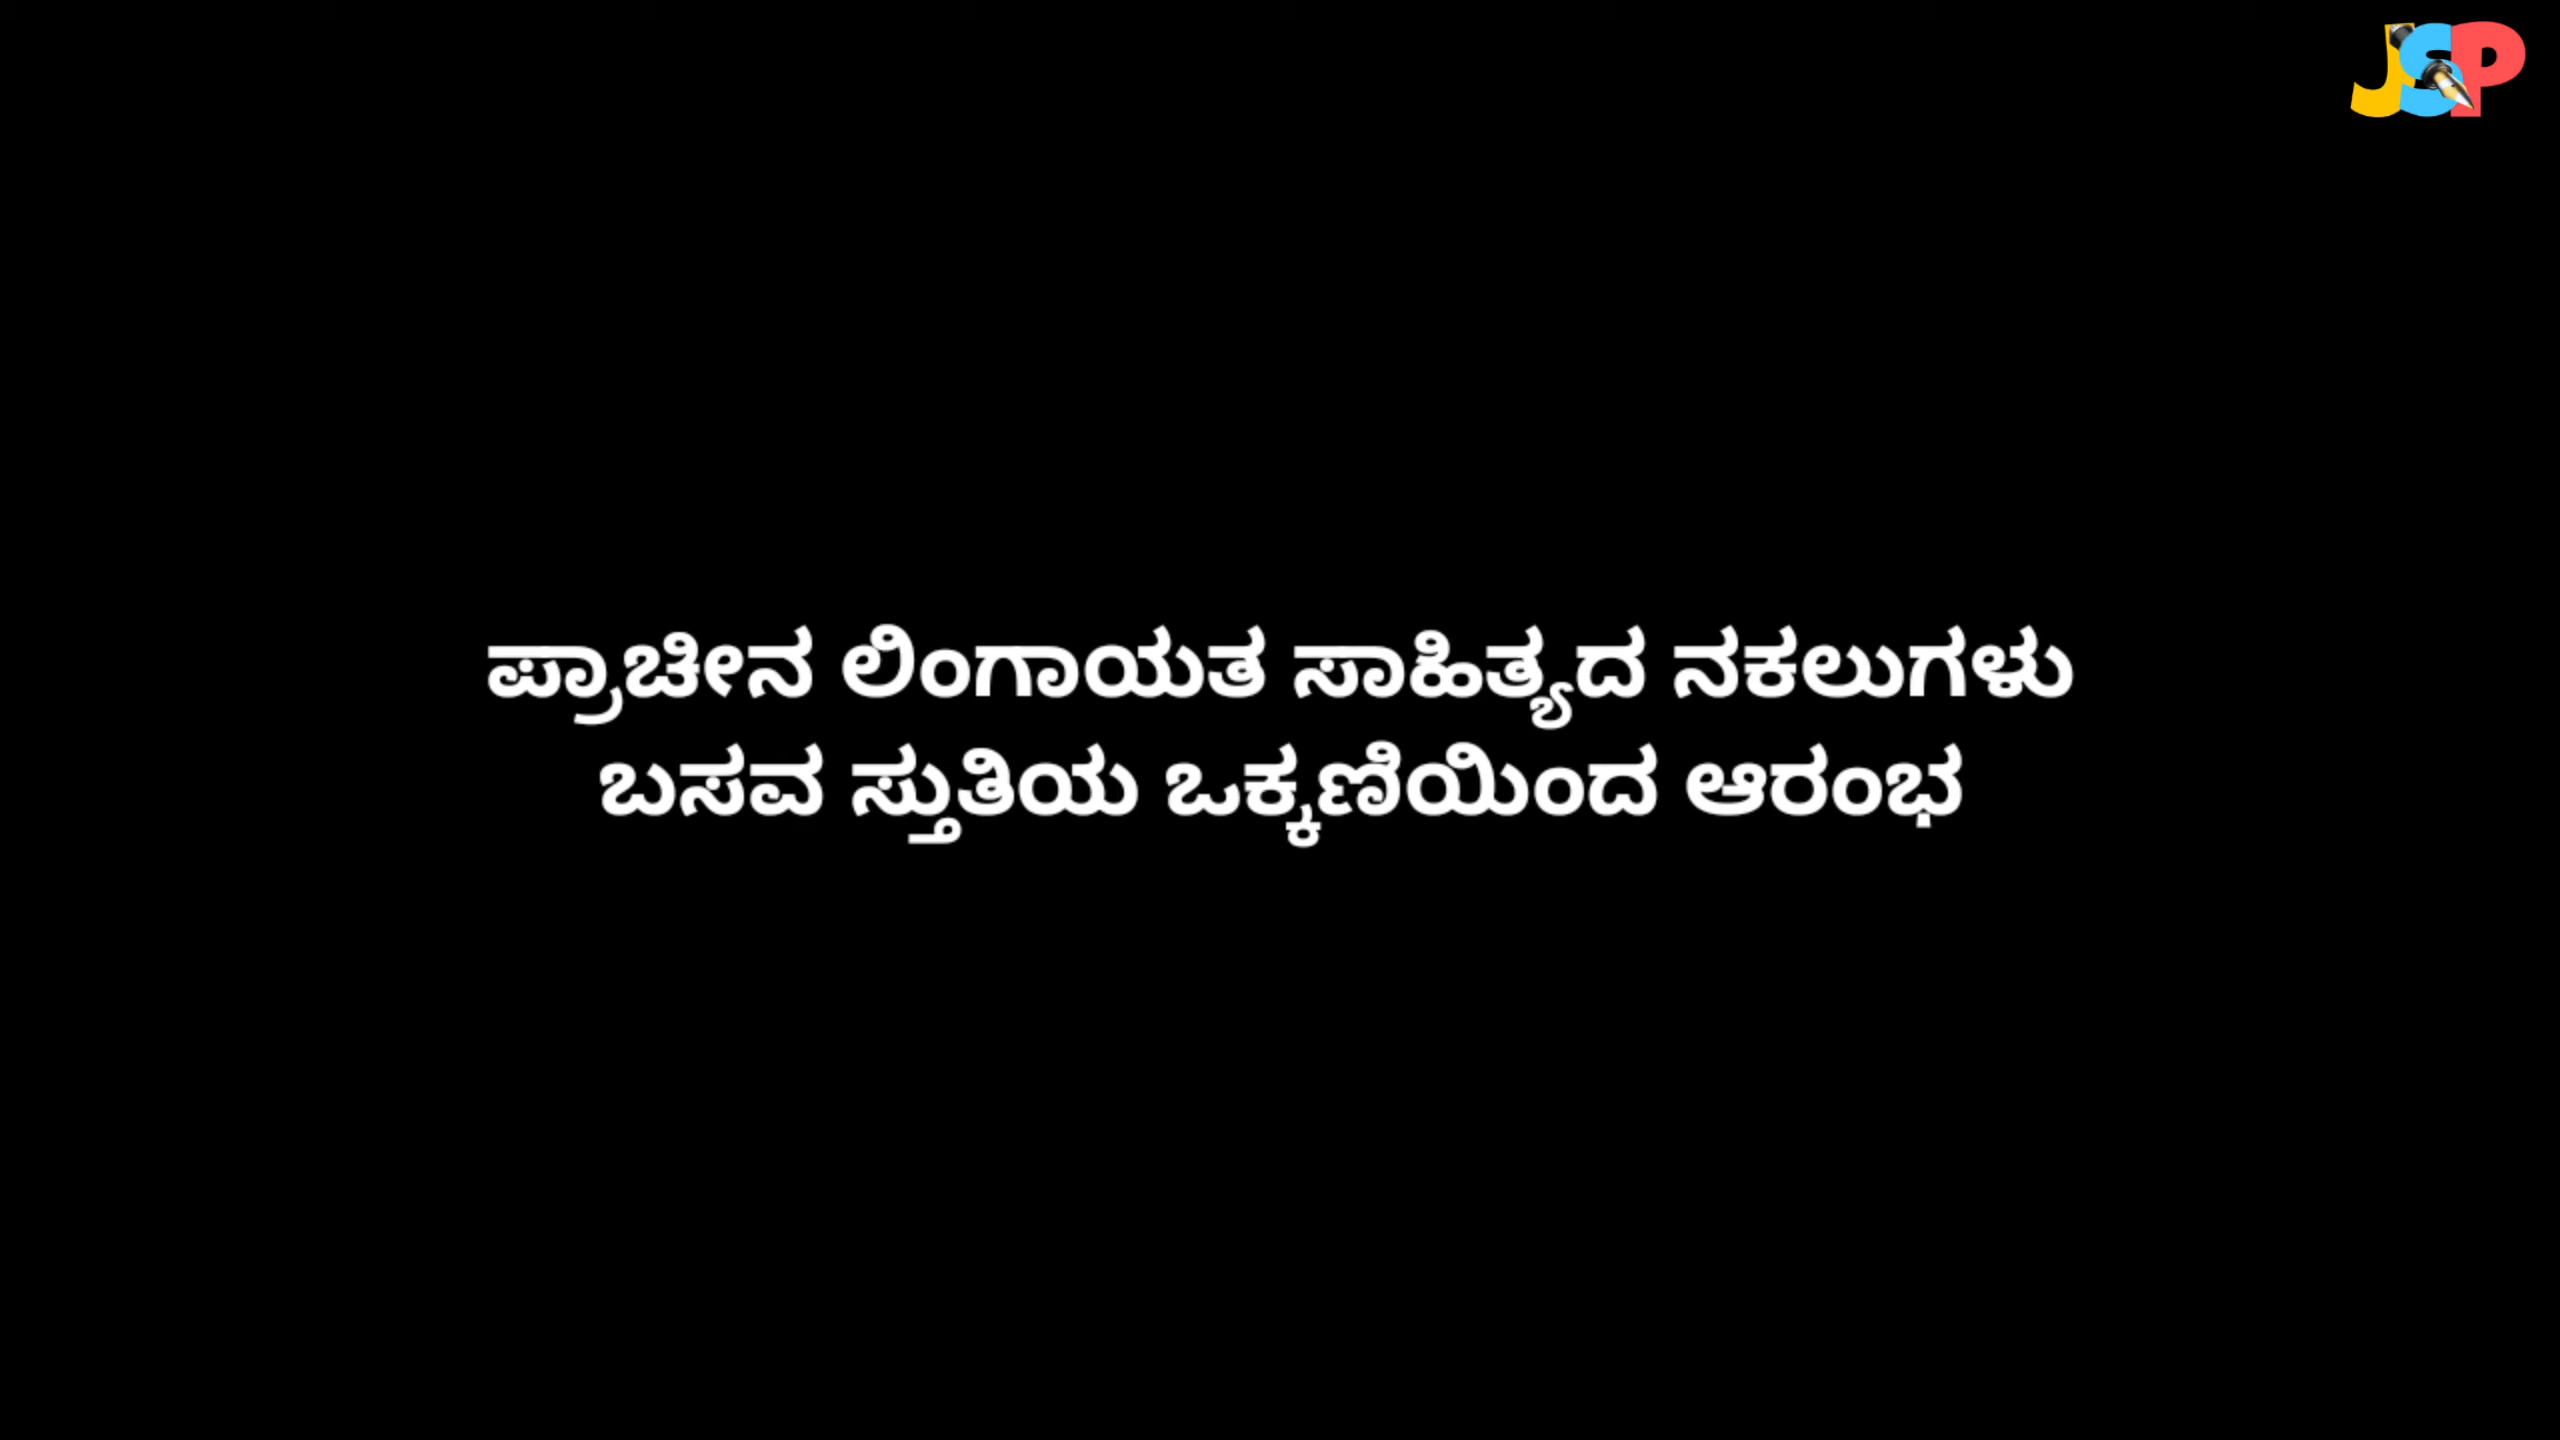 JSP
ಪ್ರಾಚೀನ ಲಿಂಗಾಯತ ಸಾಹಿತ್ಯದ ನಕಲುಗಳು
ಬಸವ ಸ್ತುತಿಯ ಒಕ್ಕಣಿಯಿಂದ ಆರಂಭ